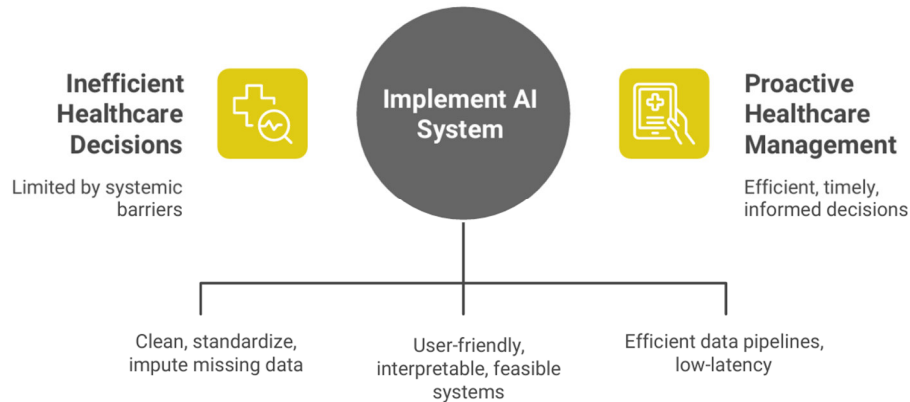 Inefficient
Healthcare
Decisions
Limited by systemic
barriers
Implement AI
System
Proactive
Healthcare
Management
Efficient, timely,
informed decisions
Clean, standardize,
impute missing data
User-friendly,
interpretable, feasible
systems
Efficient data pipelines,
low-latency